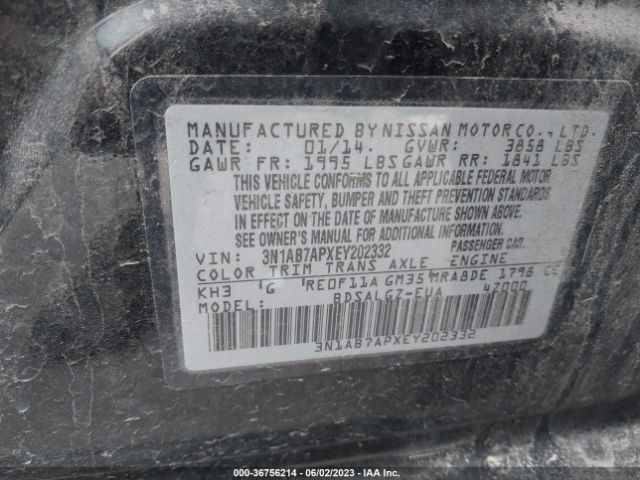 MANUFACTURED BY NISSAN MOTOR CO., LTD.
DATE: 01/14. GVWR: 3858 LBS
GAWR FR: 1995 LBS GAWR RR: 1841 LBS
THIS VEHICLE CONFORMS TO ALL APPLICABLE FEDERAL MOTOR
VEHICLE SAFETY, BUMPER AND THEFT PREVENTION STANDARDS
IN EFFECT ON THE DATE OF MANUFACTURE SHOWN ABOVE.
SEE OWNER'S MANUAL FOR ADDITIONAL INFORMATION.
VIN: 3N1AB7APXEY202332 PASSENGER CAR
COLOR TRIM TRANS AXLE ENGINE
KH3 G RE0F11A GM35 MRA8DE 1798 CC
MODEL: BDSALGZ-EUA 4Z000
3N1AB7APXEY202332
000-36756214 - 06/02/2023 - IAA Inc.